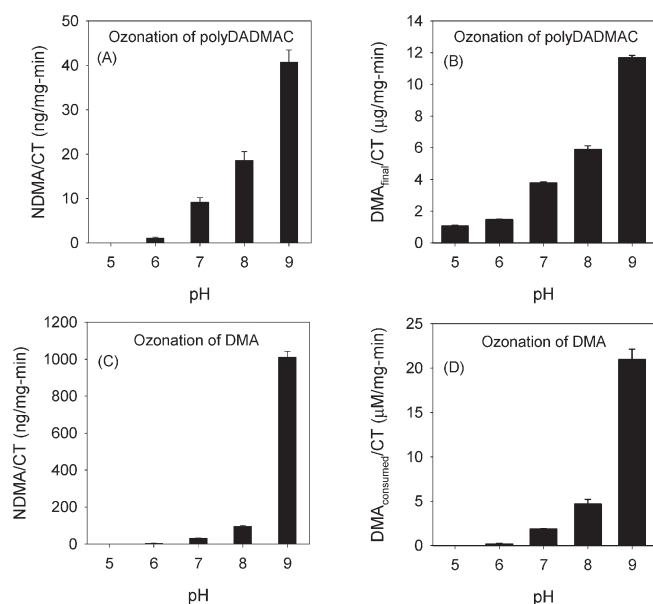 Ozonation of polyDADMAC
(A)
NDMA/CT (ng/mg-min)
50
40
30
20
10
0
5 6 7 8 9
pH
Ozonation of polyDADMAC
(B)
DMAfinal/CT (µg/mg-min)
14
12
10
8
6
4
2
0
5 6 7 8 9
pH
Ozonation of DMA
(C)
NDMA/CT (ng/mg-min)
1200
1000
800
600
400
200
0
5 6 7 8 9
pH
Ozonation of DMA
(D)
DMAconsumed/CT (µM/mg-min)
25
20
15
10
5
0
5 6 7 8 9
pH